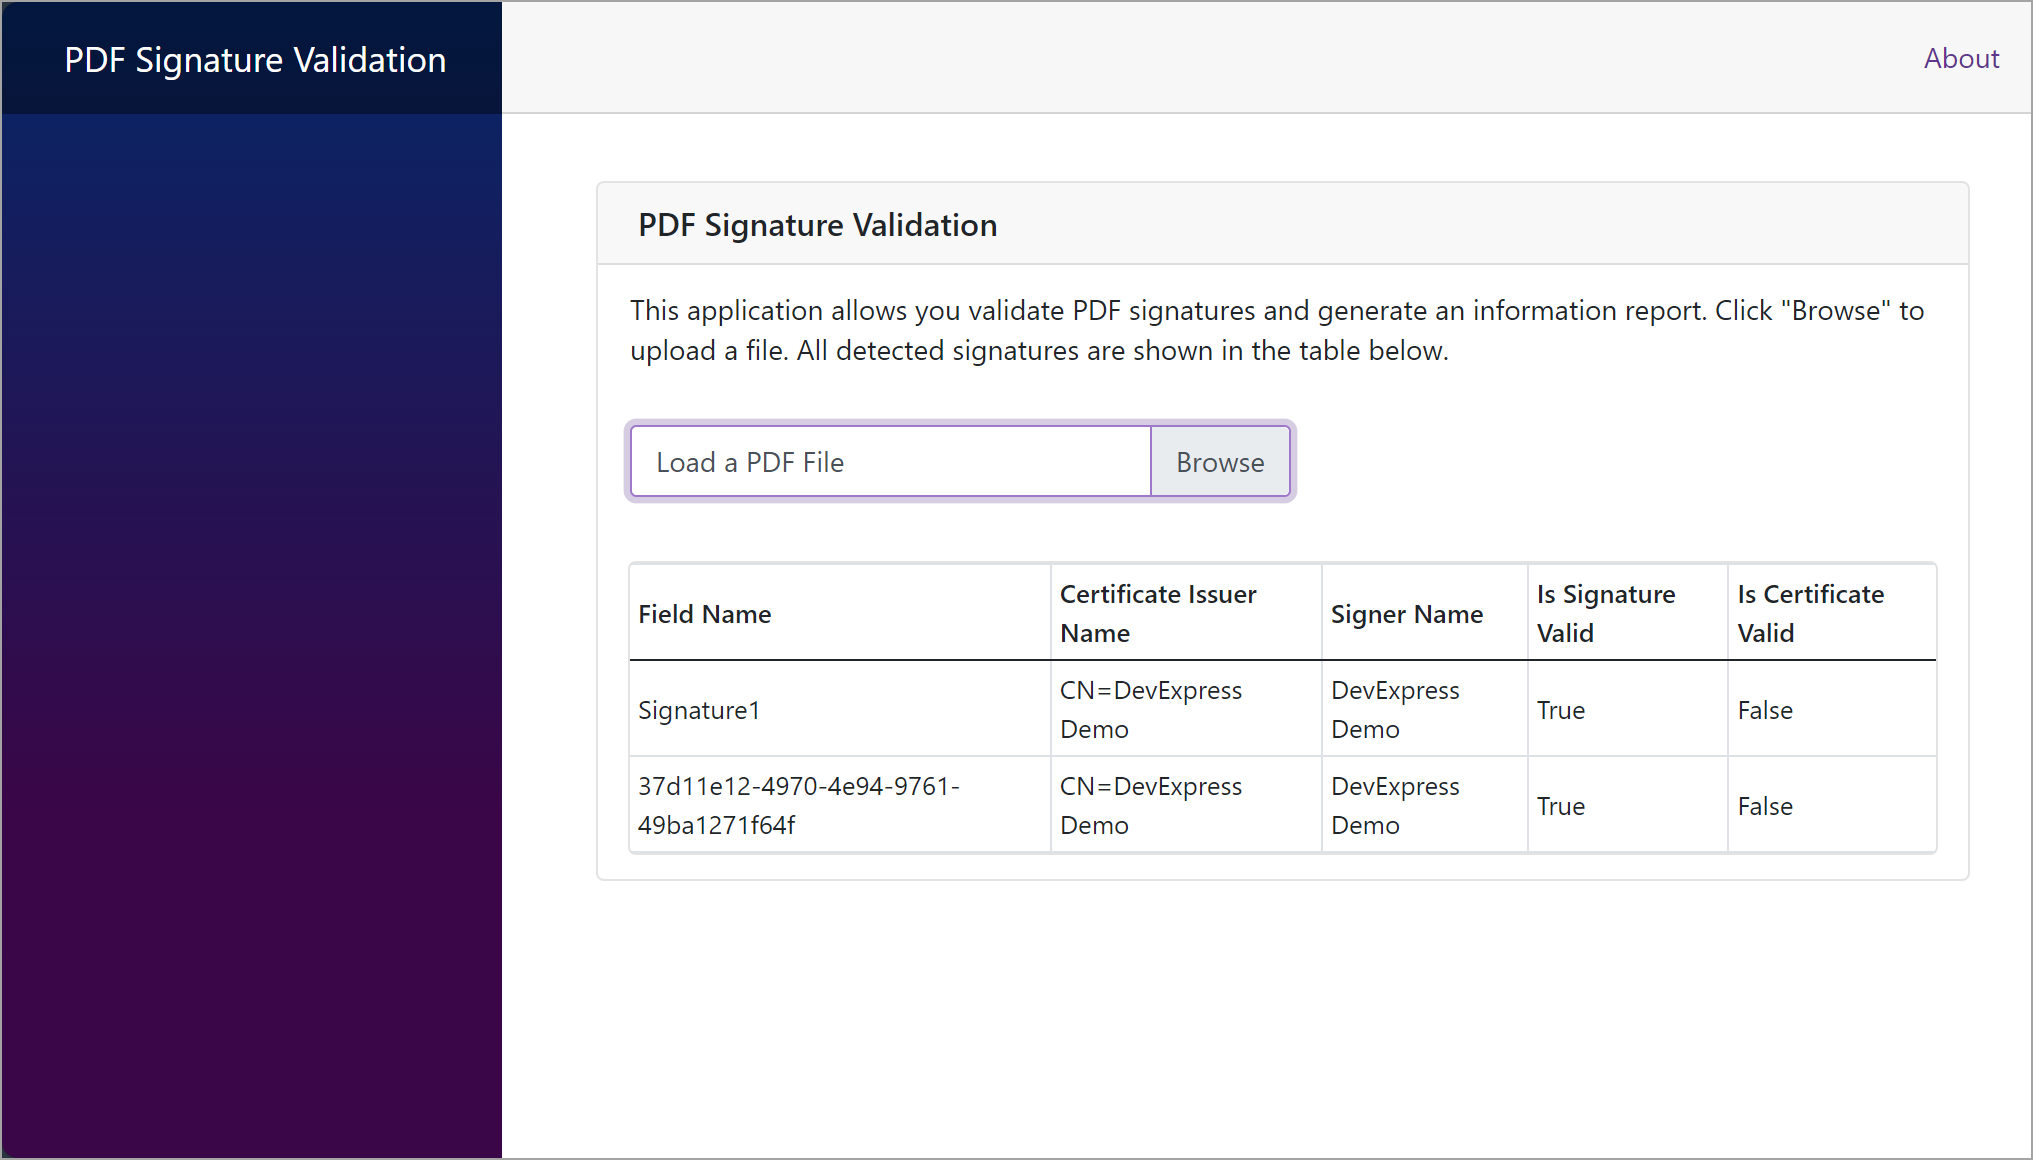 PDF Signature Validation
About
PDF Signature Validation
This application allows you validate PDF signatures and generate an information report. Click "Browse" to
upload a file. All detected signatures are shown in the table below.
Load a PDF File
Browse
Field Name
Certificate Issuer
Name
Signer Name
Is Signature
Valid
Is Certificate
Valid
Signature1
CN=DevExpress
Demo
DevExpress
Demo
True
False
37d11e12-4970-4e94-9761-
49ba1271f64f
CN=DevExpress
Demo
DevExpress
Demo
True
False